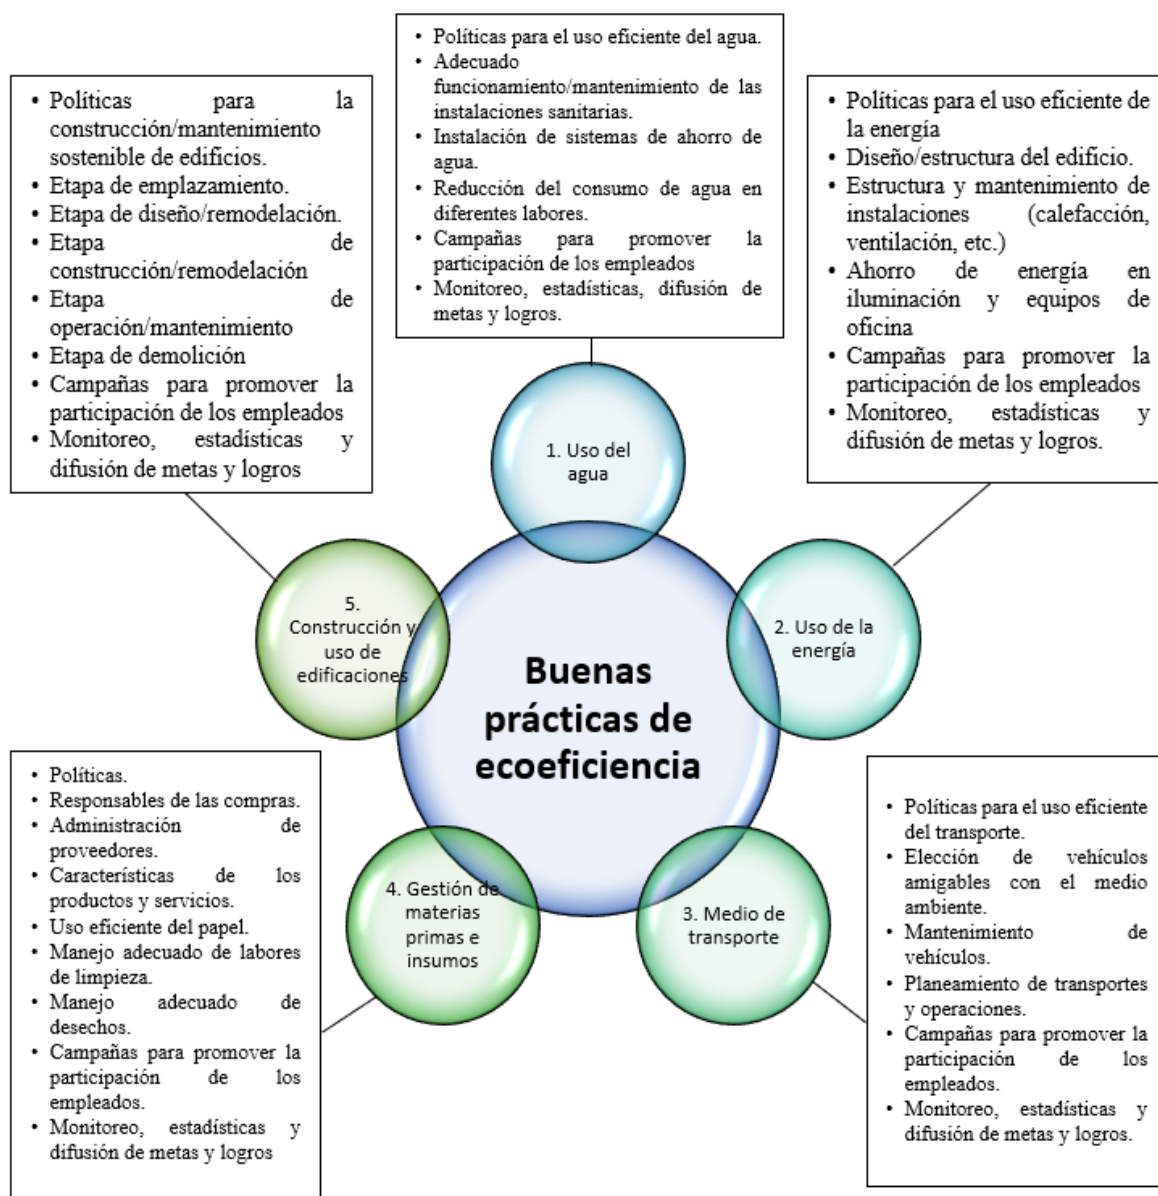 • Políticas para el uso eficiente del agua.
• Adecuado
funcionamiento/mantenimiento de las
instalaciones sanitarias.
• Instalación de sistemas de ahorro de
agua.
• Reducción del consumo de agua en
diferentes labores.
• Campañas para promover la
participación de los empleados
• Monitoreo, estadísticas, difusión de
metas y logros.
• Políticas para la
construcción/mantenimiento
sostenible de edificios.
• Etapa de emplazamiento.
• Etapa de diseño/remodelación.
• Etapa de
construcción/remodelación
• Etapa de
operación/mantenimiento
• Etapa de demolición
• Campañas para promover la
participación de los empleados
• Monitoreo, estadísticas y
difusión de metas y logros
• Políticas para el uso eficiente de
la energía
• Diseño/estructura del edificio.
• Estructura y mantenimiento de
instalaciones (calefacción,
ventilación, etc.)
• Ahorro de energía en
iluminación y equipos de
oficina
• Campañas para promover la
participación de los empleados
• Monitoreo, estadísticas y
difusión de metas y logros.
1. Uso del
agua
5.
Construcción y
uso de
edificaciones
2. Uso de la
energía
Buenas
prácticas de
ecoeficiencia
4. Gestión de
materias
primas e
insumos
3. Medio de
transporte
• Políticas.
• Responsables de las compras.
• Administración de
proveedores.
• Características de los
productos y servicios.
• Uso eficiente del papel.
• Manejo adecuado de labores
de limpieza.
• Manejo adecuado de
desechos.
• Campañas para promover la
participación de los
empleados.
• Monitoreo, estadísticas y
difusión de metas y logros
• Políticas para el uso eficiente
del transporte.
• Elección de vehículos
amigables con el medio
ambiente.
• Mantenimiento de
vehículos.
• Planeamiento de transportes
y operaciones.
• Campañas para promover la
participación de los
empleados.
• Monitoreo, estadísticas y
difusión de metas y logros.